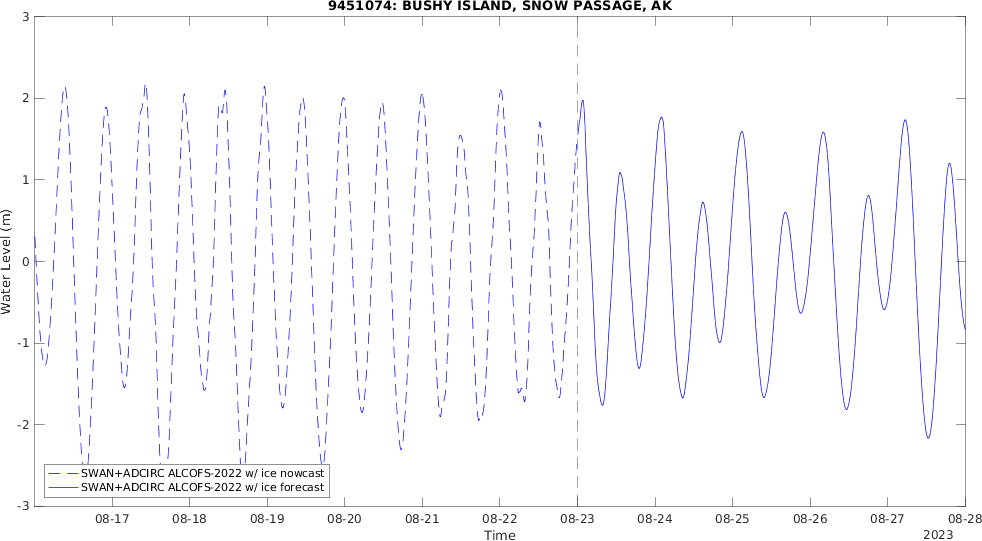 9451074: BUSHY ISLAND, SNOW PASSAGE, AK
Water Level (m)
3
2
1
0
-1
-2
-3
SWAN+ADCIRC ALCOFS-2022 w/ ice nowcast
SWAN+ADCIRC ALCOFS-2022 w/ ice forecast
08-17 08-18 08-19 08-20 08-21 08-22 08-23 08-24 08-25 08-26 08-27 08-28
Time
2023